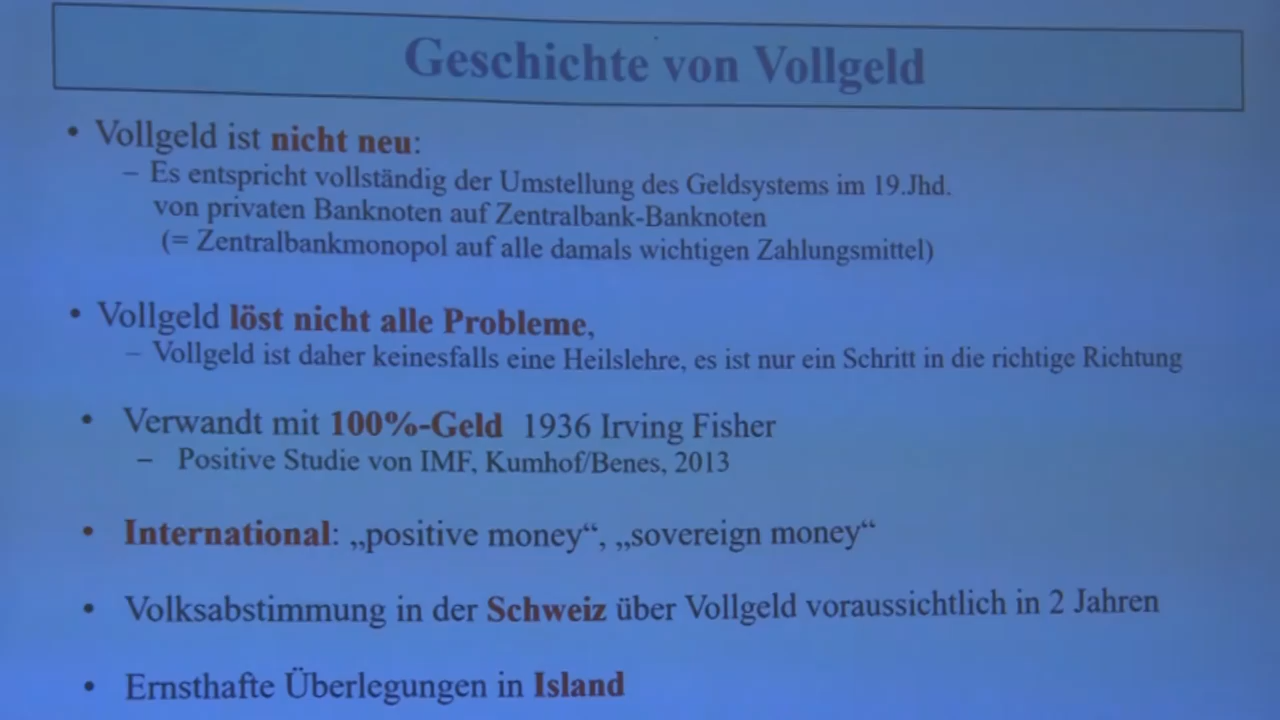 Geschichte von Vollgeld
• Vollgeld ist nicht neu:
– Es entspricht vollständig der Umstellung des Geldsystems im 19.Jhd.
von privaten Banknoten auf Zentralbank-Banknoten
(= Zentralbankmonopol auf alle damals wichtigen Zahlungsmittel)
• Vollgeld löst nicht alle Probleme,
– Vollgeld ist daher keinesfalls eine Heilslehre, es ist nur ein Schritt in die richtige Richtung
• Verwandt mit 100%-Geld 1936 Irving Fisher
– Positive Studie von IMF, Kumhof/Benes, 2013
• International: „positive money“, „sovereign money“
• Volksabstimmung in der Schweiz über Vollgeld voraussichtlich in 2 Jahren
• Ernsthafte Überlegungen in Island